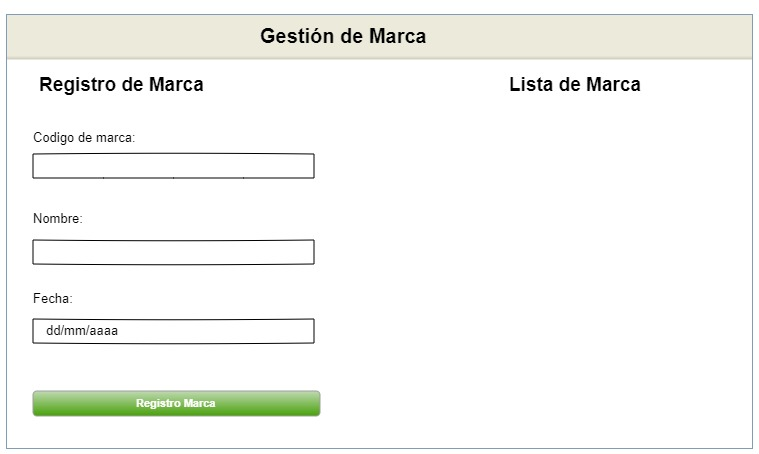 Gestión de Marca
Registro de Marca
Lista de Marca
Codigo de marca:
Nombre:
Fecha:
dd/mm/aaaa
Registro Marca